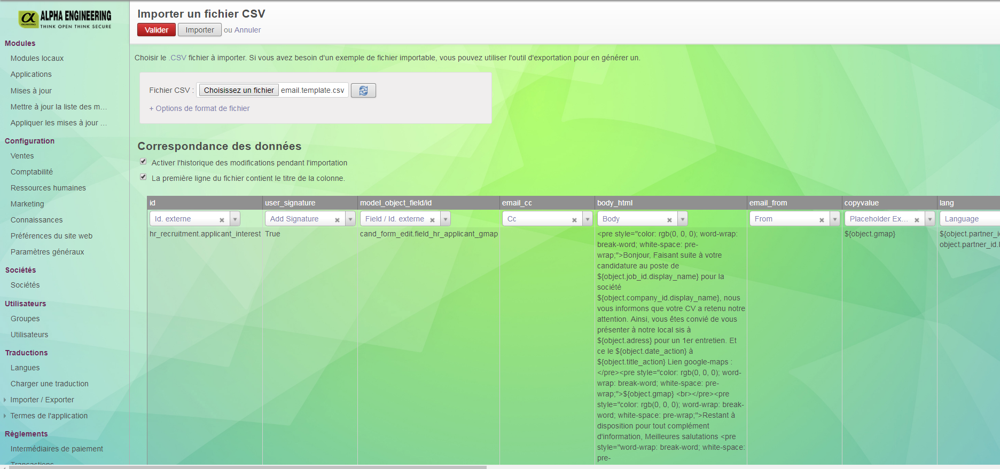 ALPHA ENGINEERING
THINK OPEN THINK SECURE
Modules
Modules locaux
Applications
Mises à jour
Mettre à jour la liste des m...
Appliquer les mises à jour ...
Configuration
Ventes
Comptabilité
Ressources humaines
Marketing
Connaissances
Préférences du site web
Paramètres généraux
Sociétés
Sociétés
Utilisateurs
Groupes
Utilisateurs
Traductions
Langues
Charger une traduction
Importer / Exporter
Termes de l'application
Règlements
Intermédiaires de paiement
Transactions
Importer un fichier CSV
Valider Importer ou Annuler
Choisir le .CSV fichier à importer. Si vous avez besoin d'un exemple de fichier importable, vous pouvez utiliser l'outil d'exportation pour en générer un.
Fichier CSV : Choisissez un fichier email.template.csv
+ Options de format de fichier
Correspondance des données
Activer l'historique des modifications pendant l'importation
La première ligne du fichier contient le titre de la colonne.
id user_signature model_object_field/id email_cc body_html email_from copyvalue lang
Id. externe Add Signature Field / Id. externe Cc Body From Placeholder Ex... Language
hr_recruitment.applicant_interest True cand_form_edit.field_hr_applicant_gmap <pre style="color: rgb(0, 0, 0); word-wrap: ${object.gmap} ${object.partner_i
break-word; white-space: pre- object.partner_id.l
wrap;">Bonjour, Faisant suite à votre
candidature au poste de
${object.job_id.display_name} pour la
société
${object.company_id.display_name}, nous
vous informons que votre CV a retenu notre
attention. Ainsi, vous êtes convié de vous
présenter à notre local sis à
${object.adress} pour un 1er entretien. Et
ce le ${object.date_action} à
${object.title_action} Lien google-maps :
</pre><pre style="color: rgb(0, 0, 0); word-
wrap: break-word; white-space: pre-
wrap;">${object.gmap} <br></pre><pre
style="color: rgb(0, 0, 0); word-wrap: break-
word; white-space: pre-wrap;">Restant à
disposition pour tout complément
d'information, Meilleures salutations <pre
style="word-wrap: break-word; white-space:
pre-